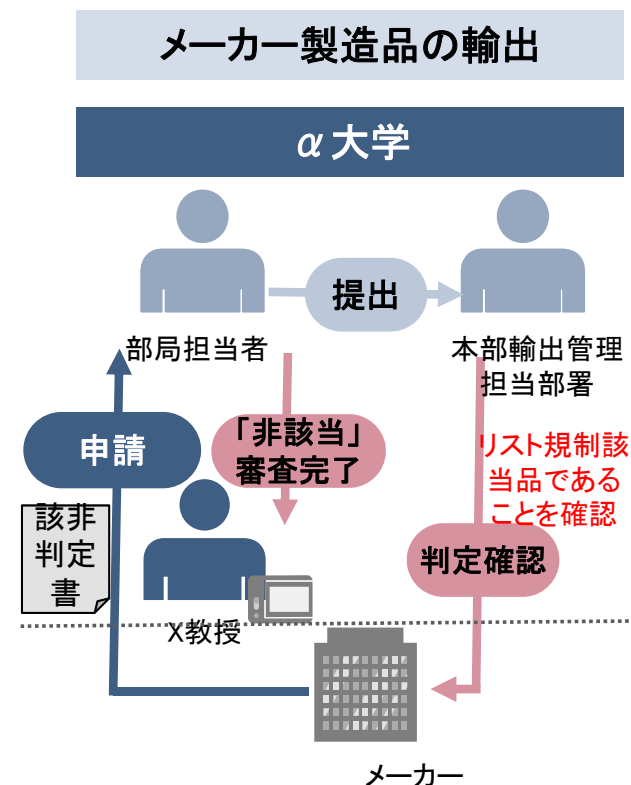 メーカー製造品の輸出
α大学
提出
部局担当者
本部輸出管理
担当部署
申請
「非該当」
審査完了
リスト規制該
当品である
ことを確認
該非
判定
書
判定確認
X教授
メーカー